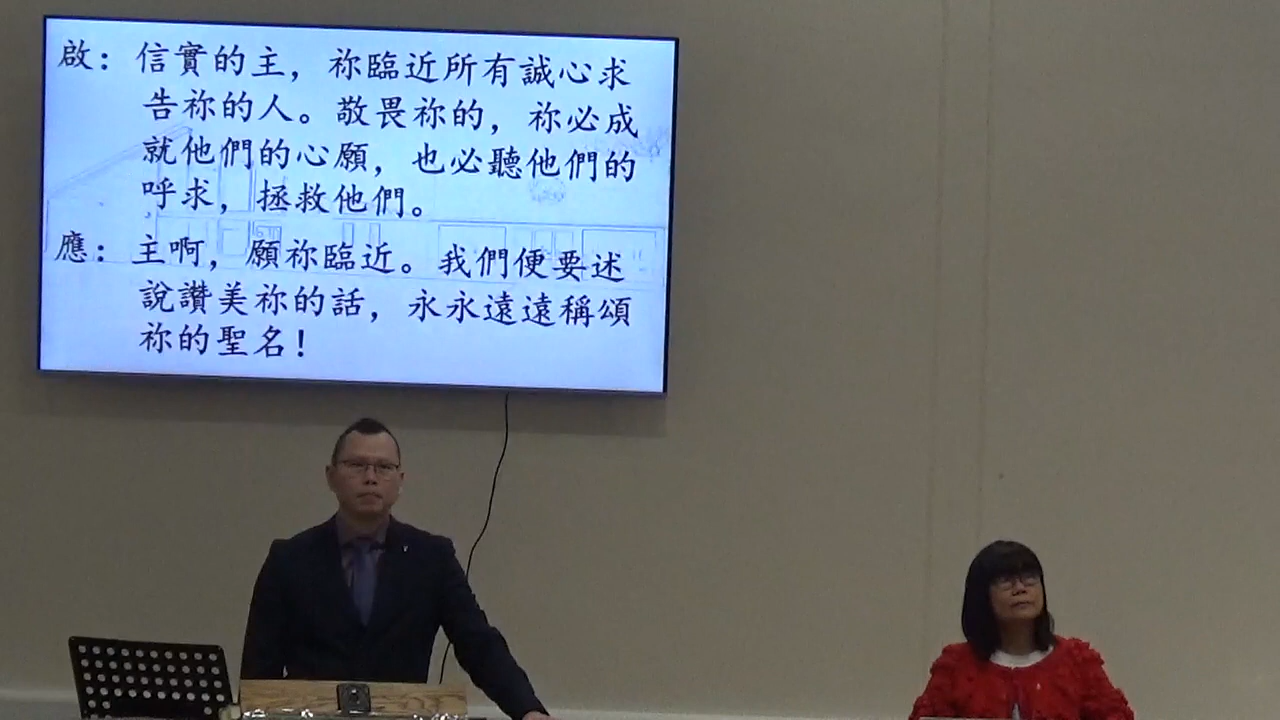 啟：信實的主，祢臨近所有誠心求
告祢的人。敬畏祢的，祢必成
就他們的心願，也必聽他們的
呼求，拯救他們。
應：主啊，願祢臨近。我們便要述
說讚美祢的話，永永遠遠稱頌
祢的聖名！